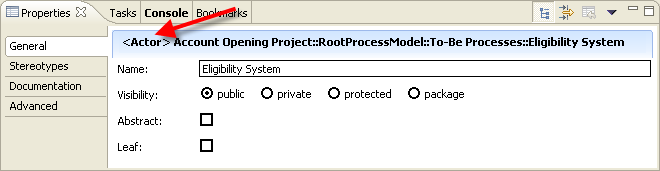 Properties Tasks Console Bookmarks
General
Stereotypes
Documentation
Advanced
<Actor> Account Opening Project::RootProcessModel::To-Be Processes::Eligibility System
Name: Eligibility System
Visibility: public private protected package
Abstract:
Leaf: